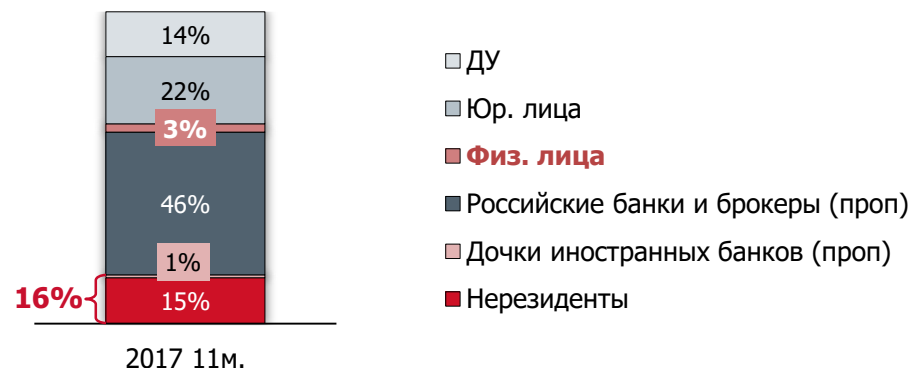 14%
22%
3%
46%
1%
16%
15%
2017 11м.
ДУ
Юр. лица
Физ. лица
Российские банки и брокеры (проп)
Дочки иностранных банков (проп)
Нерезиденты